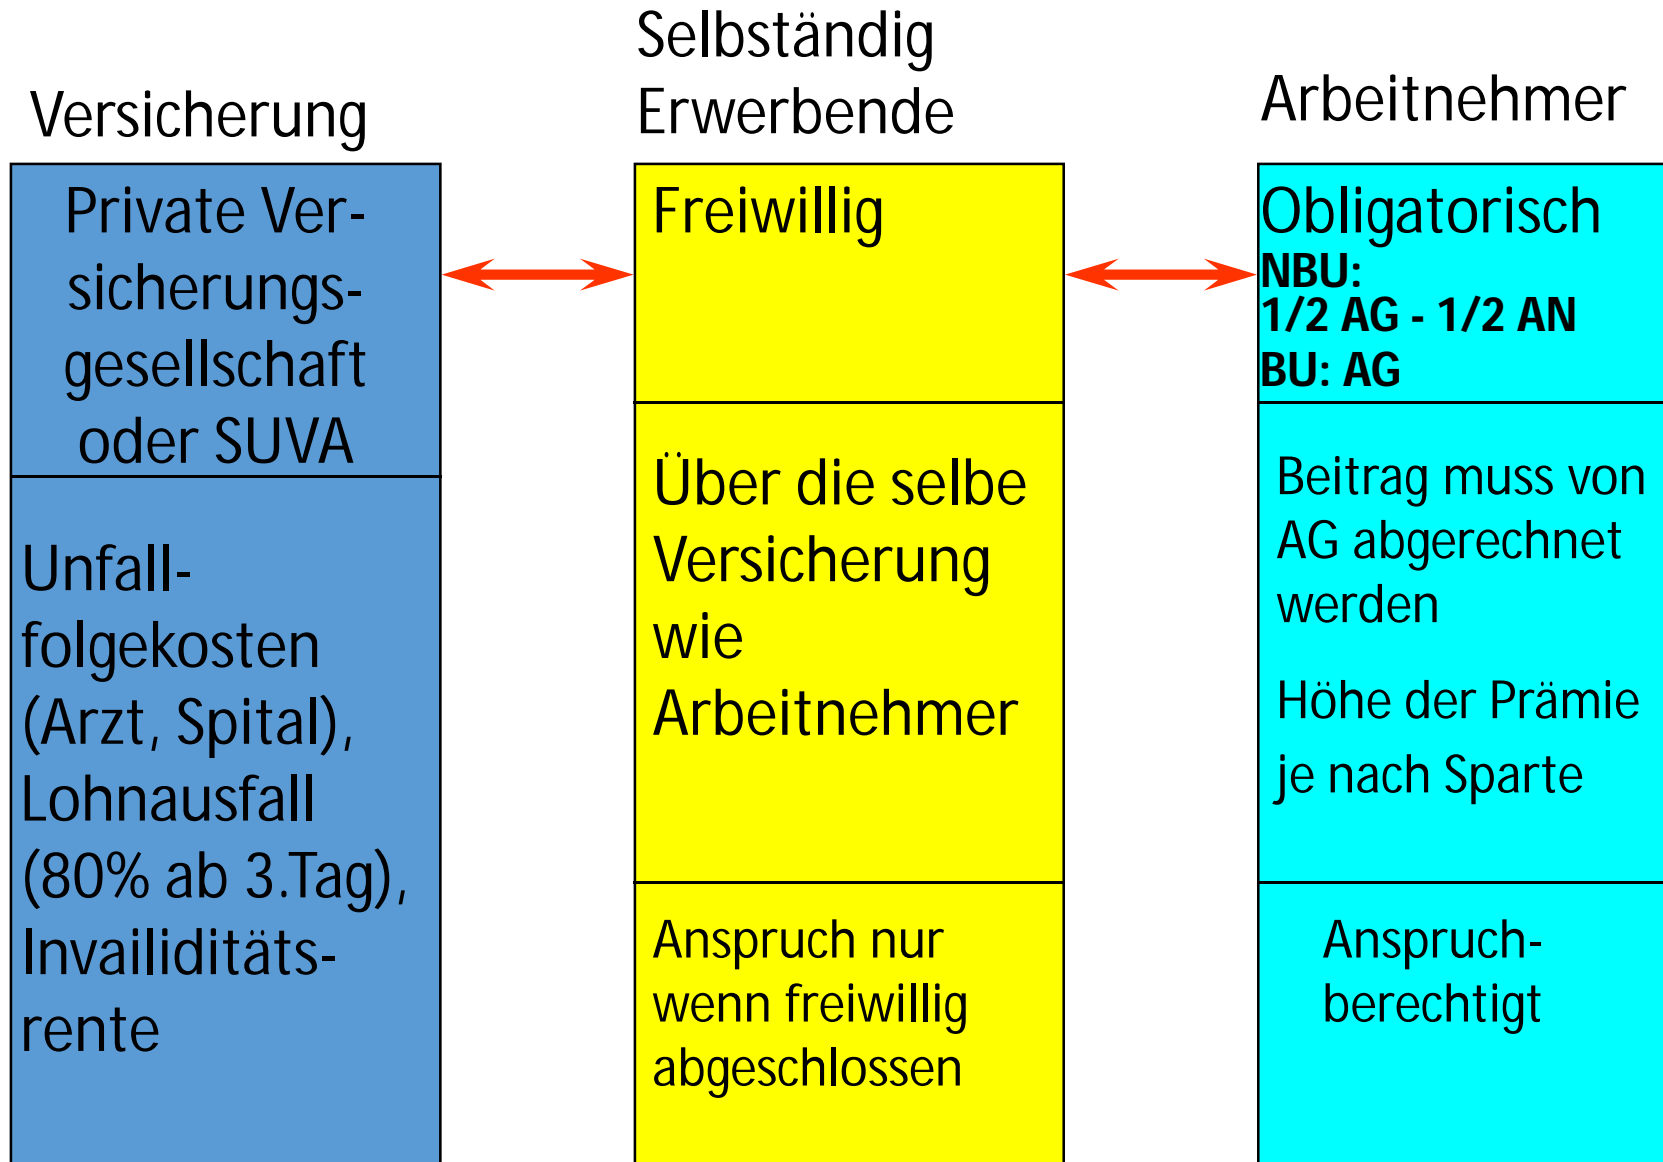 Versicherung
Private Ver-
sicherungs-
gesellschaft
oder SUVA
Unfall-
folgekosten
(Arzt, Spital),
Lohnausfall
(80% ab 3.Tag),
Invailiditäts-
rente
Selbständig
Erwerbende
Freiwillig
Über die selbe
Versicherung
wie
Arbeitnehmer
Anspruch nur
wenn freiwillig
abgeschlossen
Arbeitnehmer
Obligatorisch
NBU:
1/2 AG - 1/2 AN
BU: AG
Beitrag muss von
AG abgerechnet
werden
Höhe der Prämie
je nach Sparte
Anspruch-
berechtigt